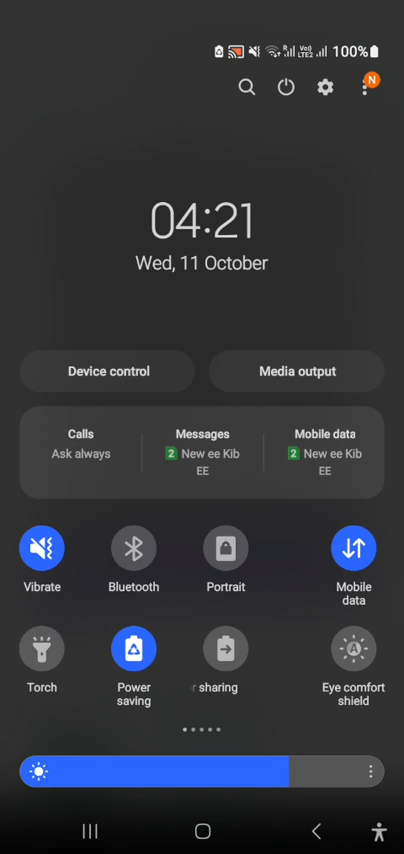 R Vo) LTE2 100%
N
04:21
Wed, 11 October
Device control Media output
Calls Messages Mobile data
Ask always 2 New ee Kib 2 New ee Kib
EE EE
Vibrate Bluetooth Portrait Mobile
data
A
Torch Power sharing Eye comfort
saving shield